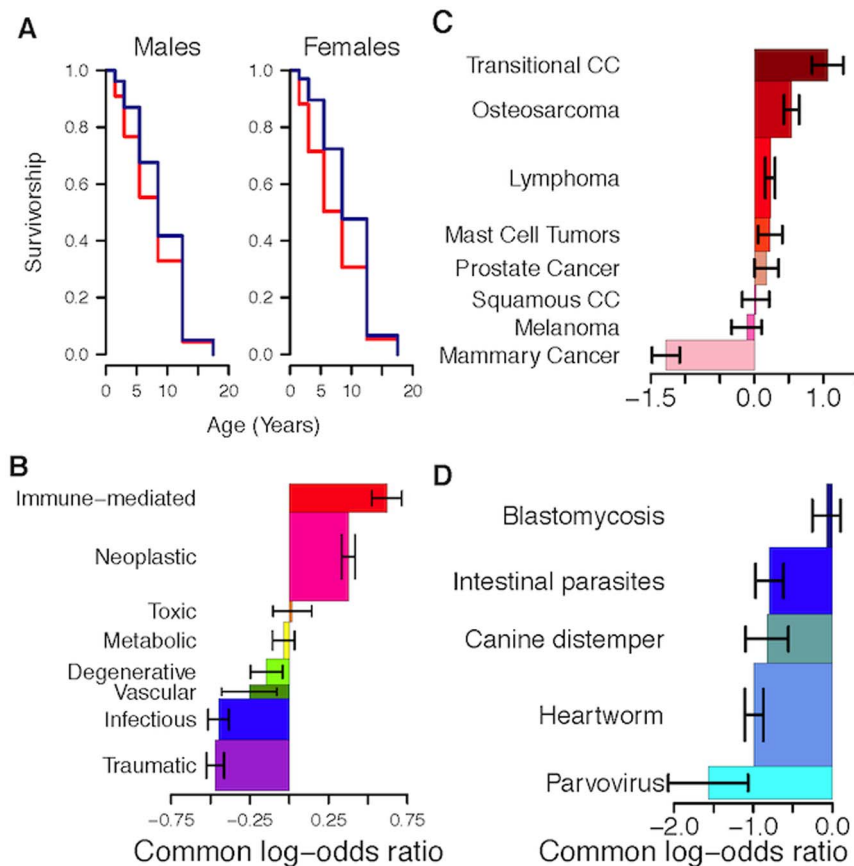 A
Males
Females
Survivorship
1.0
0.8
0.6
0.4
0.2
0.0
1.0
0.8
0.6
0.4
0.2
0.0
0 5 10 20
0 5 10 20
Age (Years)
C
Transitional CC
Osteosarcoma
Lymphoma
Mast Cell Tumors
Prostate Cancer
Squamous CC
Melanoma
Mammary Cancer
−1.5 0.0 1.0
B
Immune−mediated
Neoplastic
Toxic
Metabolic
Degenerative
Vascular
Infectious
Traumatic
−0.75 −0.25 0.25 0.75
Common log−odds ratio
D
Blastomycosis
Intestinal parasites
Canine distemper
Heartworm
Parvovirus
−2.0 −1.0 0.0
Common log−odds ratio